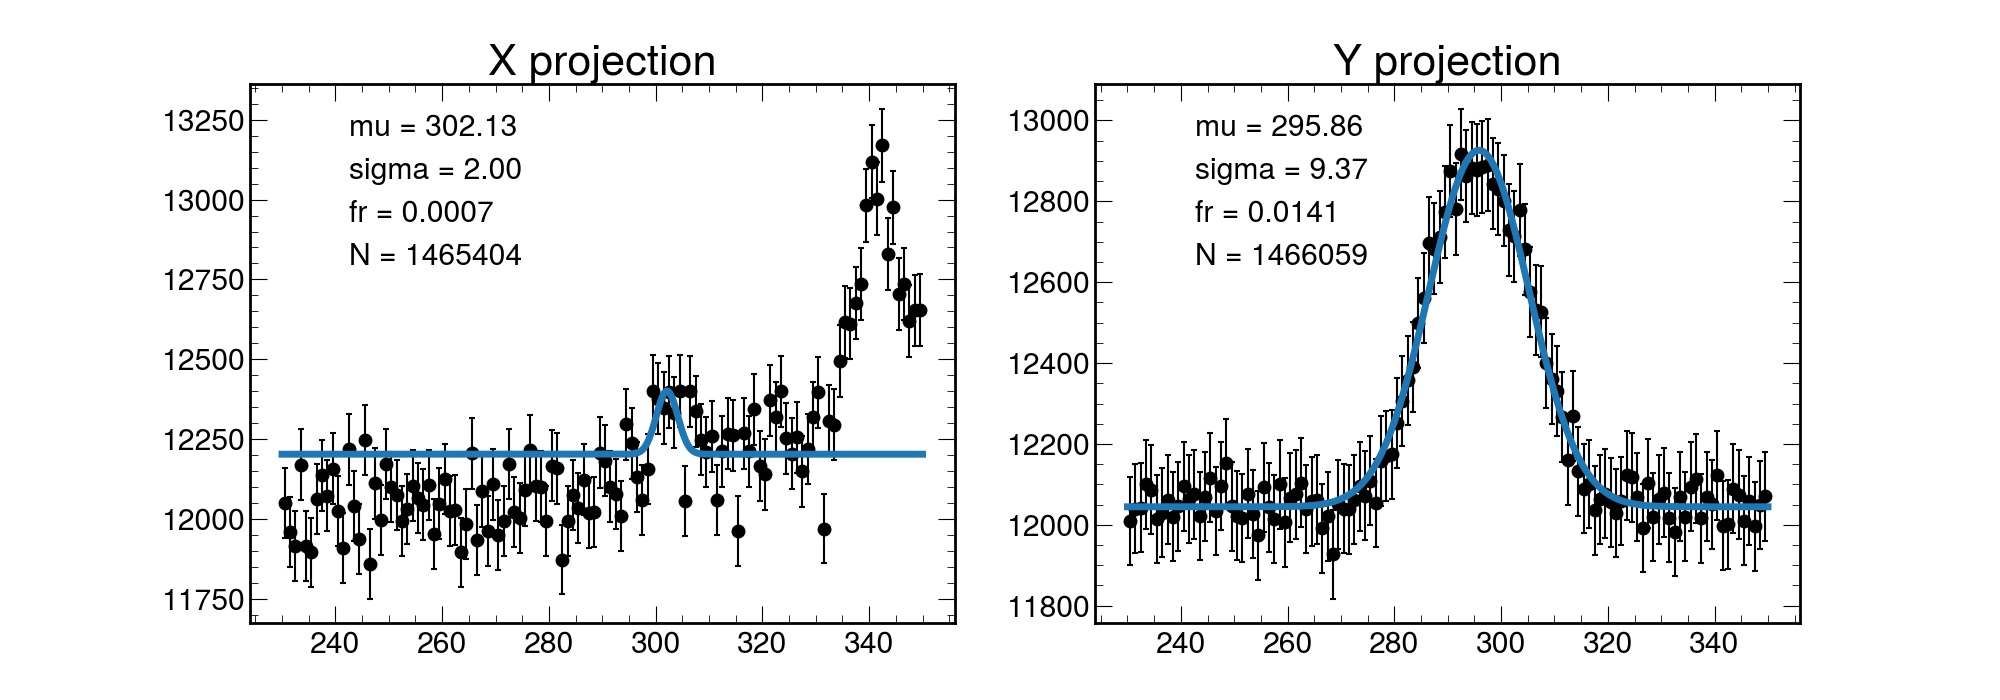 X projection
mu = 302.13
sigma = 2.00
fr = 0.0007
N = 1465404
13250
13000
12750
12500
12250
12000
11750
240 260 280 300 320 340
Y projection
mu = 295.86
sigma = 9.37
fr = 0.0141
N = 1466059
13000
12800
12600
12400
12200
12000
11800
240 260 280 300 320 340